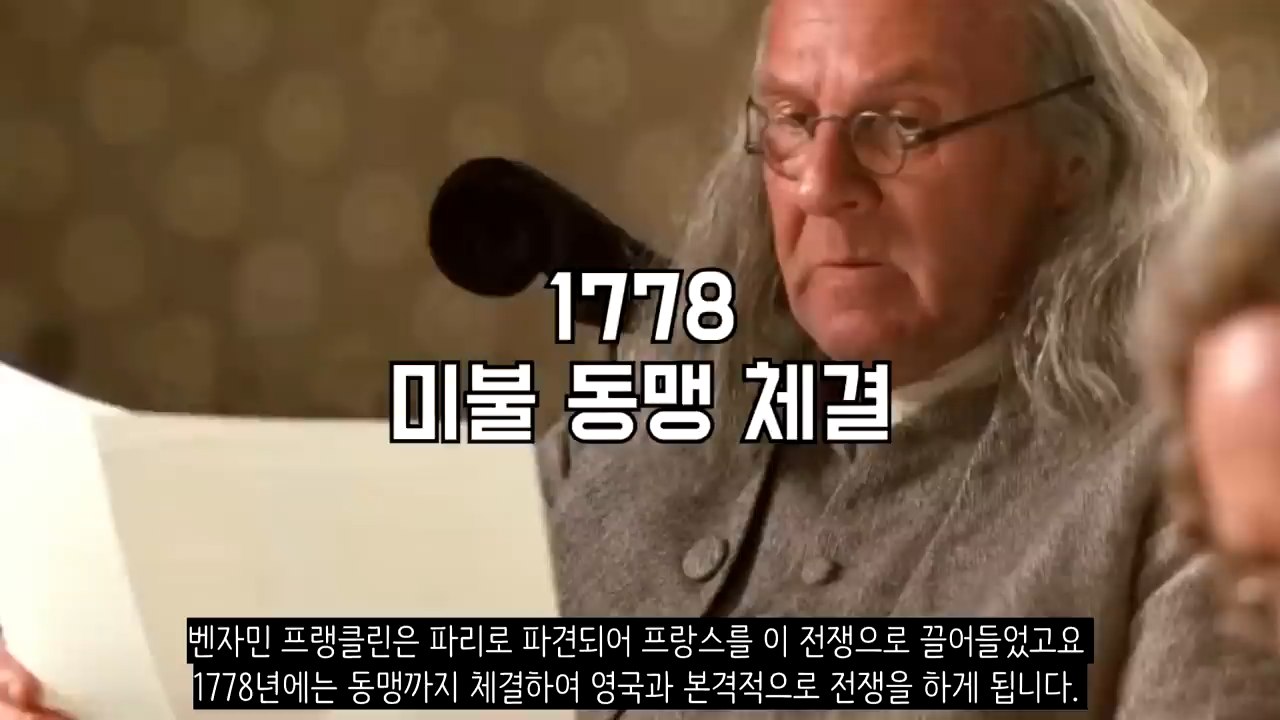 1778
미불 동맹 체결
벤자민 프랭클린은 파리로 파견되어 프랑스를 이 전쟁으로 끌어들었고요
1778년에는 동맹까지 체결하여 영국과 본격적으로 전쟁을 하게 됩니다.